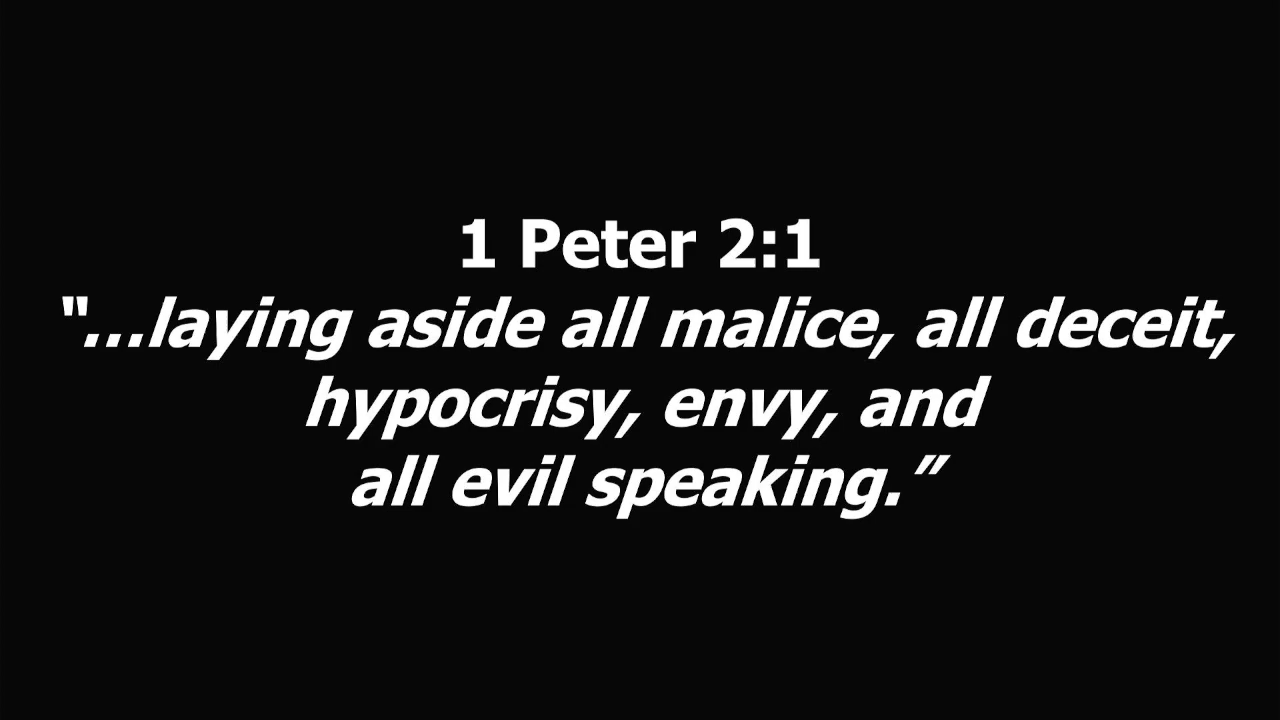 1 Peter 2:1
"...laying aside all malice, all deceit,
hypocrisy, envy, and
all evil speaking.”